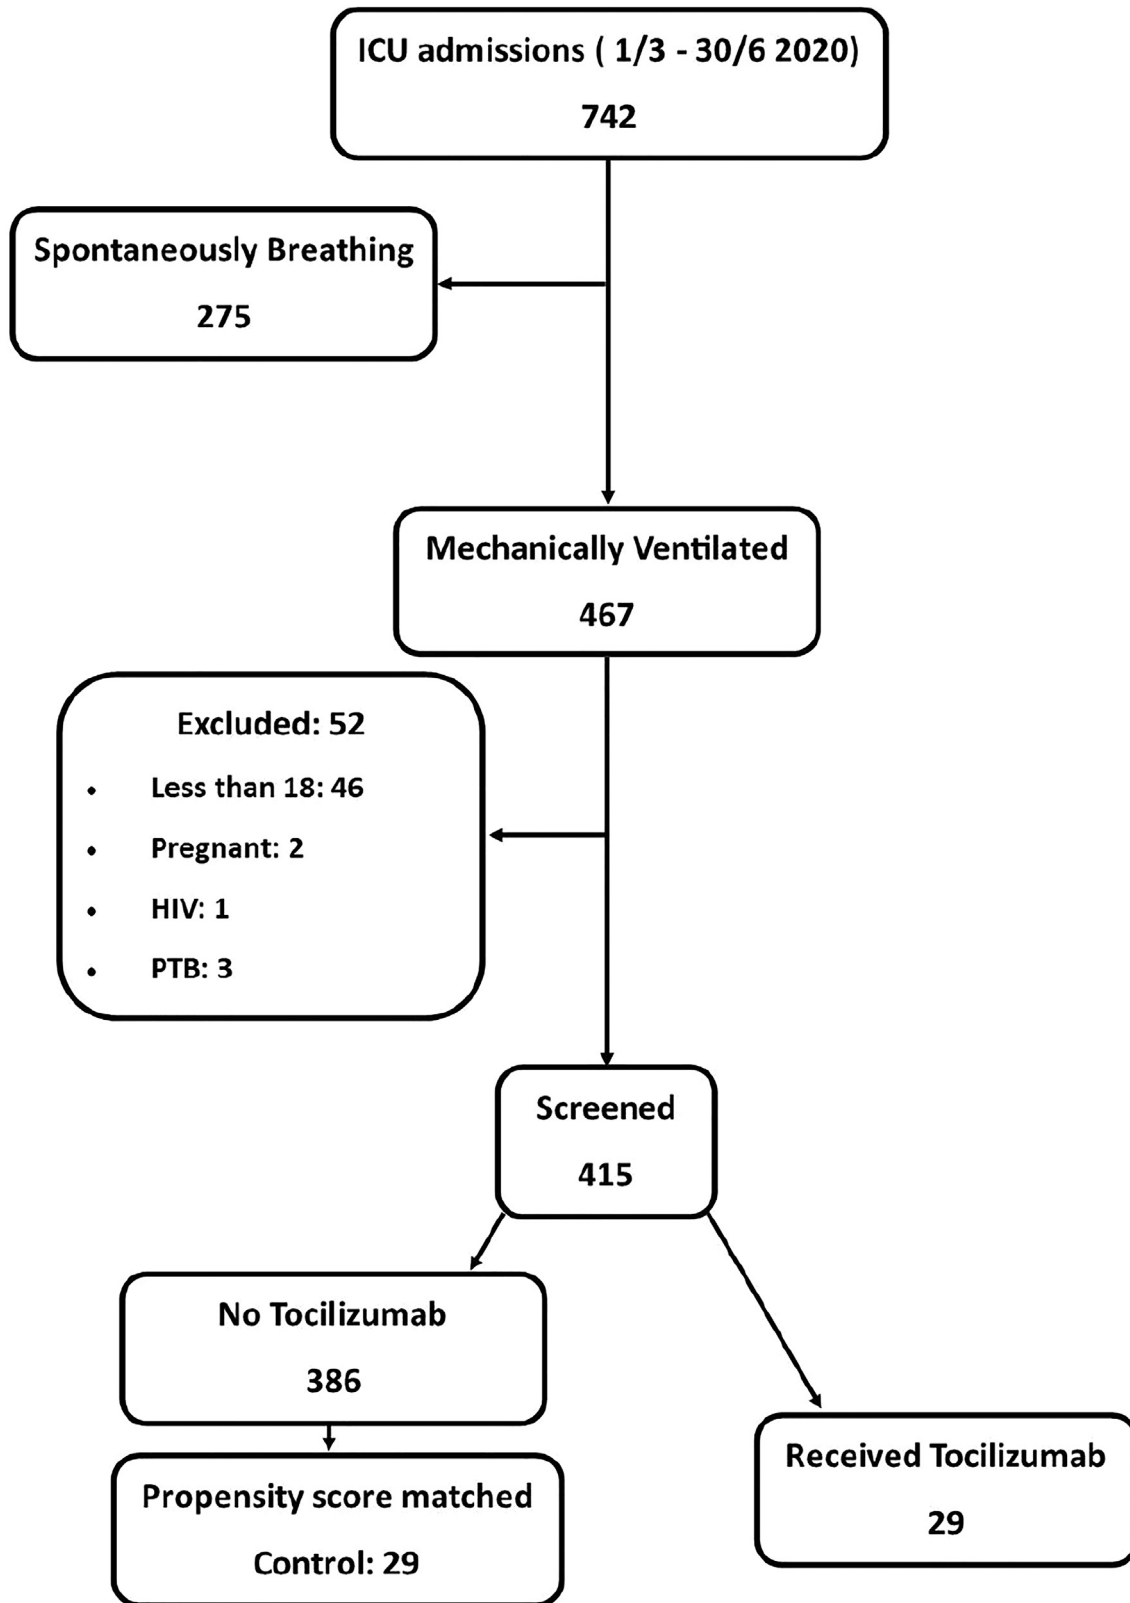 ICU admissions ( 1/3 - 30/6 2020)
742
Spontaneously Breathing
275
Mechanically Ventilated
467
Excluded: 52
• Less than 18: 46
• Pregnant: 2
• HIV: 1
• PTB: 3
Screened
415
No Tocilizumab
386
Received Tocilizumab
29
Propensity score matched
Control: 29